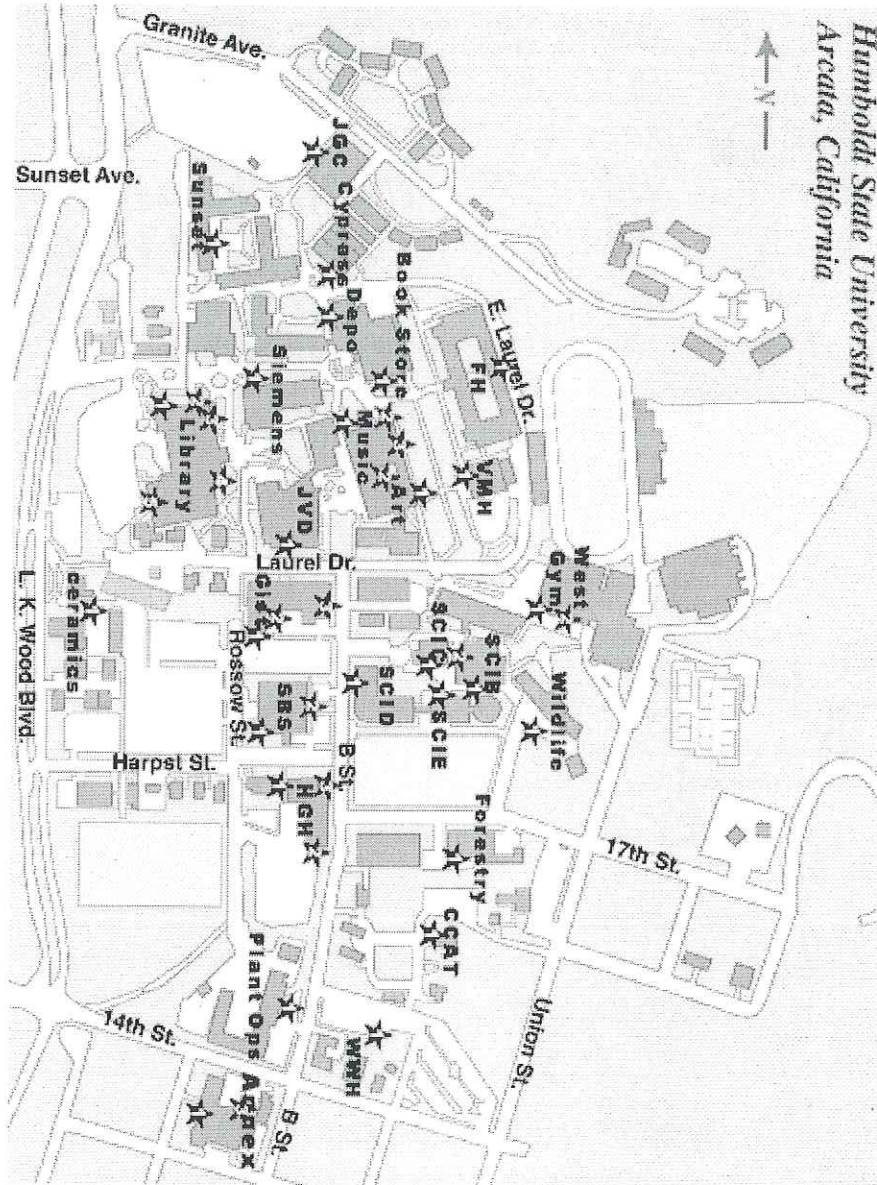 Humboldt State University
Arcata, California
N
Granite Ave.
Sunset Ave.
JGC
Cypress
Sunset
Depot
Book Store
E. Laurel Dr.
FH
Siemens
Library
Music
Art
VMH
JVD
Laurel Dr.
West. Gym
ceramics
L. K. Wood Blvd.
Gist
Rossow St.
SCIC
SCIB
SCID
SCIE
Wildlife
SBS
Harpst St.
B St.
HGH
Forestry
17th St.
CCAT
Plant Ops
14th St.
WWH
Union St.
Annex
B St.